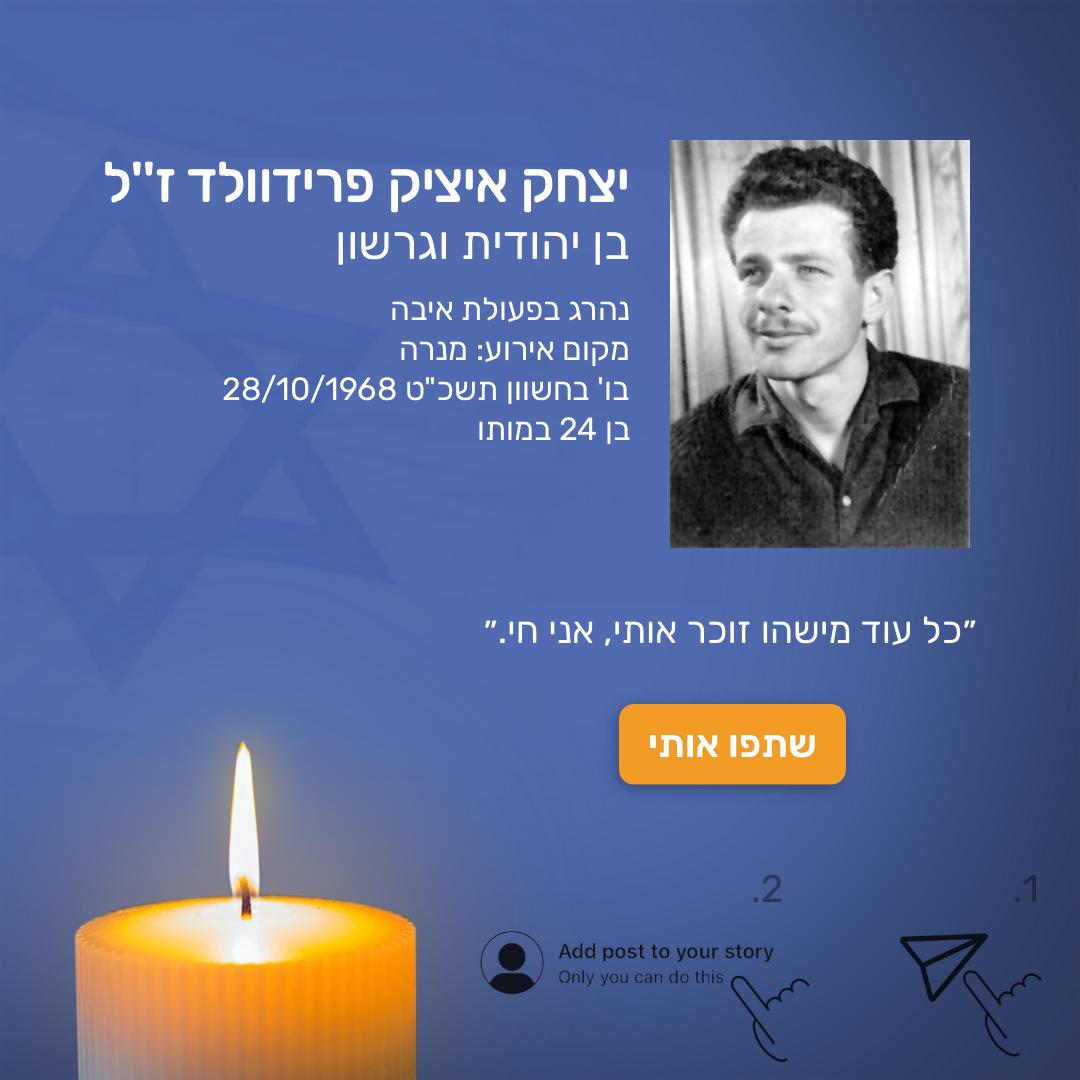 יצחק איציק פרידוולד ז"ל
בן יהודית וגרשון
נהרג בפעולת איבה
מקום אירוע: מנרה
בו' בחשוון תשכ"ט 28/10/1968
בן 24 במותו
״כל עוד מישהו זוכר אותי, אני חי.״
שתפו אותי
.1
.2
Add post to your story
Only you can do this